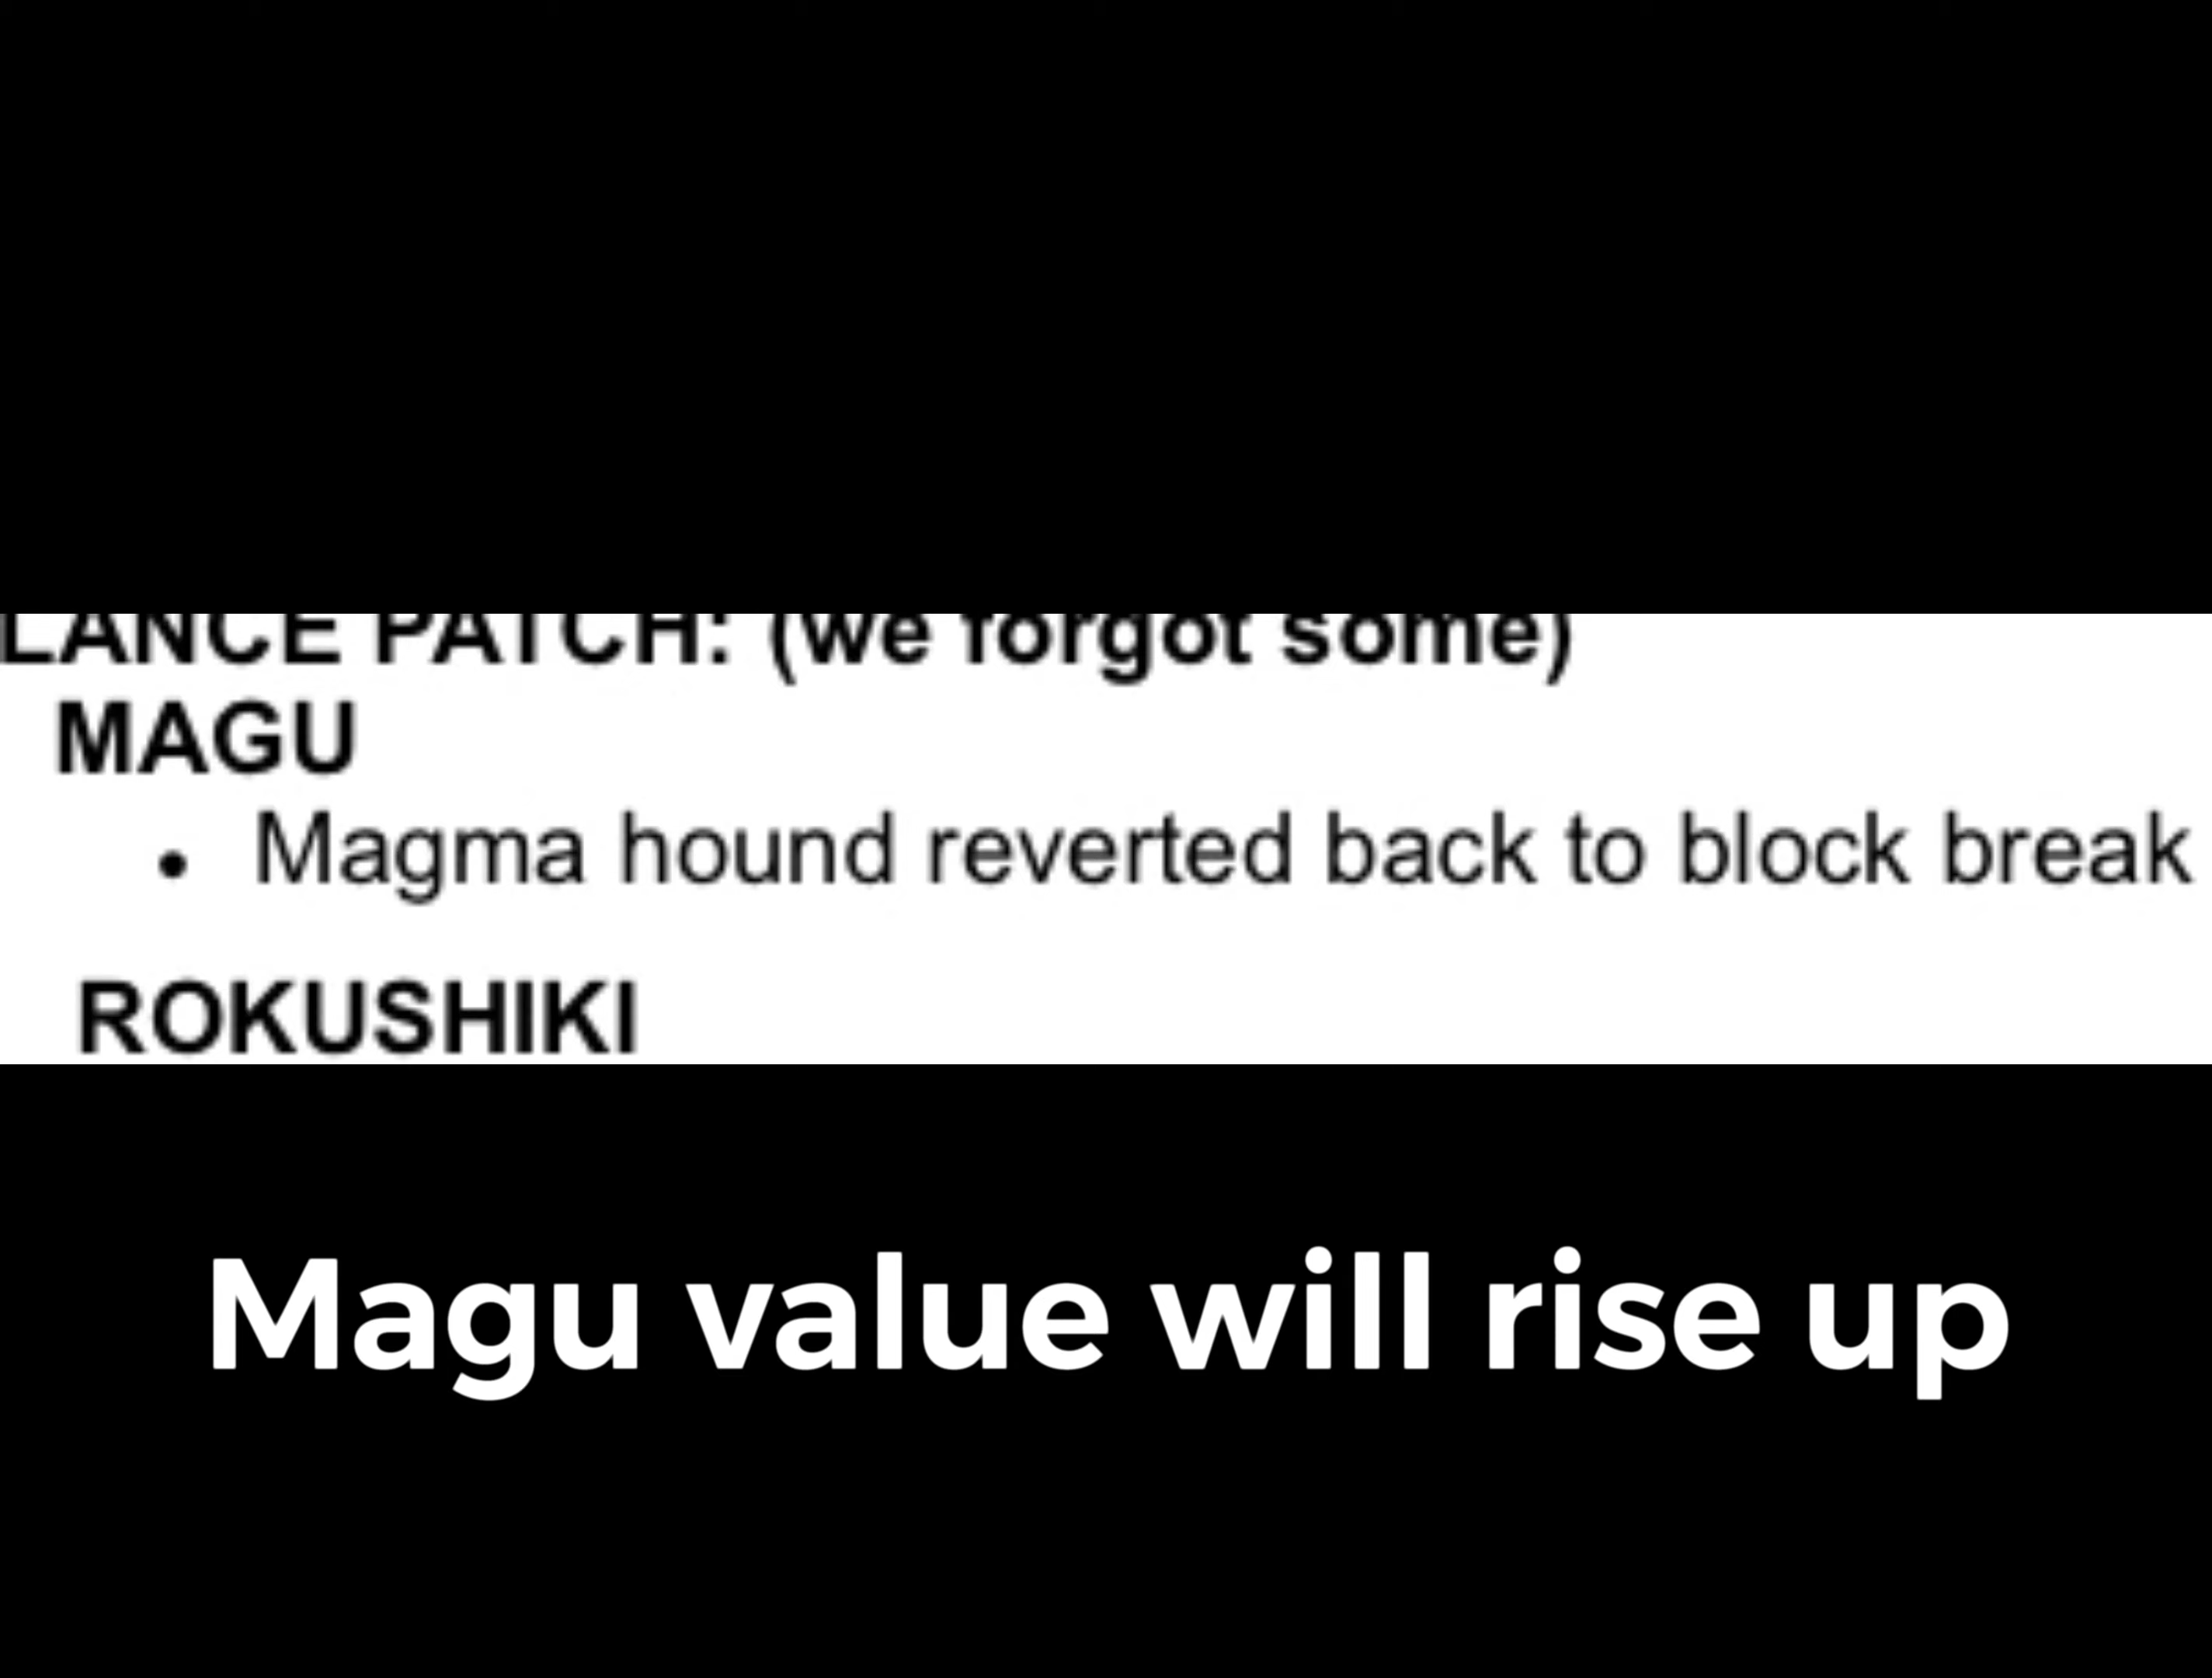 LANCE PATCH: (we forgot some)
MAGU
• Magma hound reverted back to block break
ROKUSHIKI
Magu value will rise up